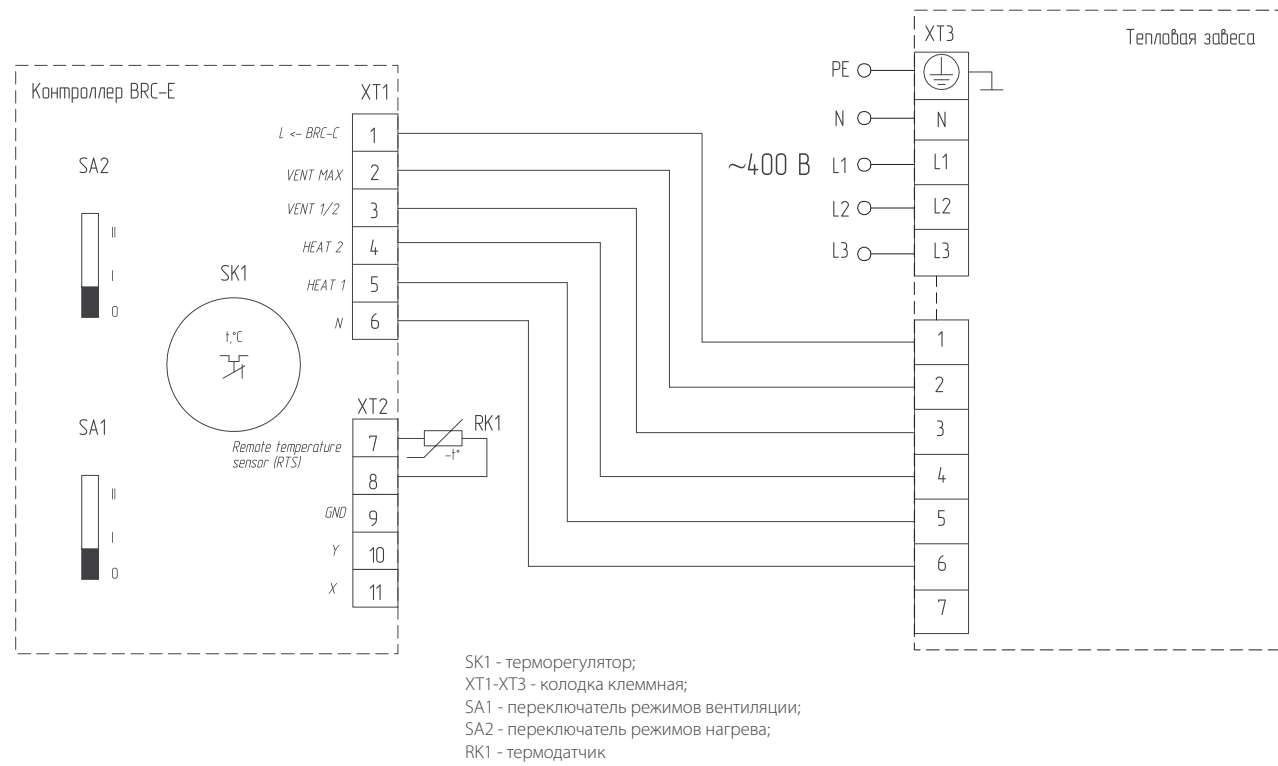 Контроллер BRC-E
XT1
L <- BRC-C 1
VENT MAX 2
VENT 1/2 3
HEAT 2 4
HEAT 1 5
N 6
SA2
II
I
0
SK1
t,°C
SA1
II
I
0
XT2
Remote temperature
sensor (RTS)
7
8
GND 9
Y 10
X 11
RK1
-t°
Тепловая завеса
XT3
~400 В
PE
N N
L1 L1
L2 L2
L3 L3
1
2
3
4
5
6
7
SK1 - терморегулятор;
XT1-XT3 - колодка клеммная;
SA1 - переключатель режимов вентиляции;
SA2 - переключатель режимов нагрева;
RK1 - термодатчик